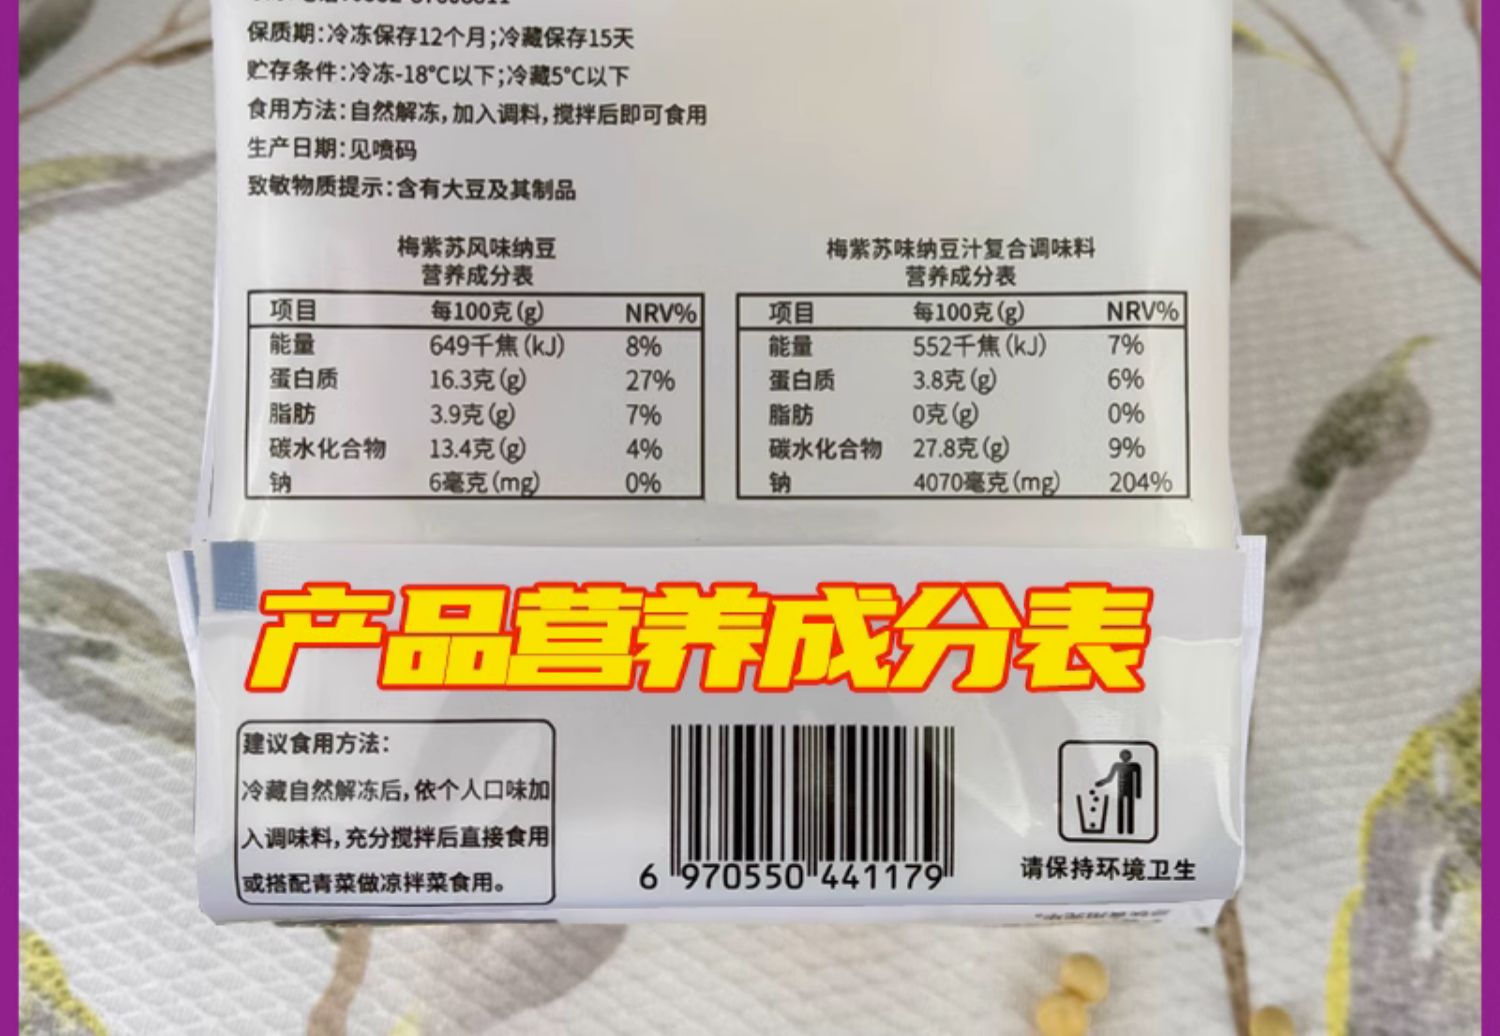 保质期:冷冻保存12个月;冷藏保存15天
贮存条件:冷冻-18°C以下;冷藏5°C以下
食用方法:自然解冻,加入调料,搅拌后即可食用
生产日期:见喷码
致敏物质提示:含有大豆及其制品
梅紫苏风味纳豆
营养成分表
项目 每100克(g) NRV%
能量 649千焦(kJ) 8%
蛋白质 16.3克(g) 27%
脂肪 3.9克(g) 7%
碳水化合物 13.4克(g) 4%
钠 6毫克(mg) 0%
梅紫苏味纳豆汁复合调味料
营养成分表
项目 每100克(g) NRV%
能量 552千焦(kJ) 7%
蛋白质 3.8克(g) 6%
脂肪 0克(g) 0%
碳水化合物 27.8克(g) 9%
钠 4070毫克(mg) 204%
产品营养成分表
建议食用方法:
冷藏自然解冻后,依个人口味加
入调味料,充分搅拌后直接食用
或搭配青菜做凉拌菜食用。
6 970550 441179
请保持环境卫生